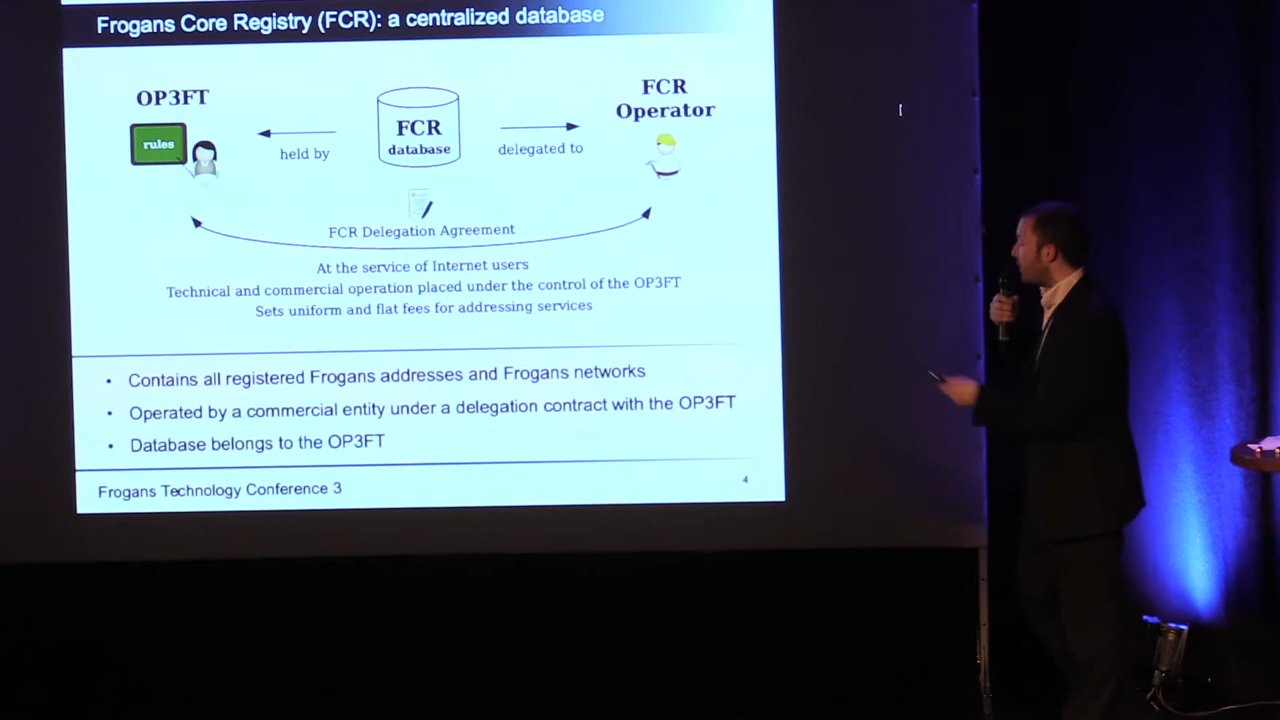 Frogans Core Registry (FCR): a centralized database
OP3FT
rules
held by
FCR
database
delegated to
FCR
Operator
FCR Delegation Agreement
At the service of Internet users
Technical and commercial operation placed under the control of the OP3FT
Sets uniform and flat fees for addressing services
• Contains all registered Frogans addresses and Frogans networks
• Operated by a commercial entity under a delegation contract with the OP3FT
• Database belongs to the OP3FT
Frogans Technology Conference 3
4